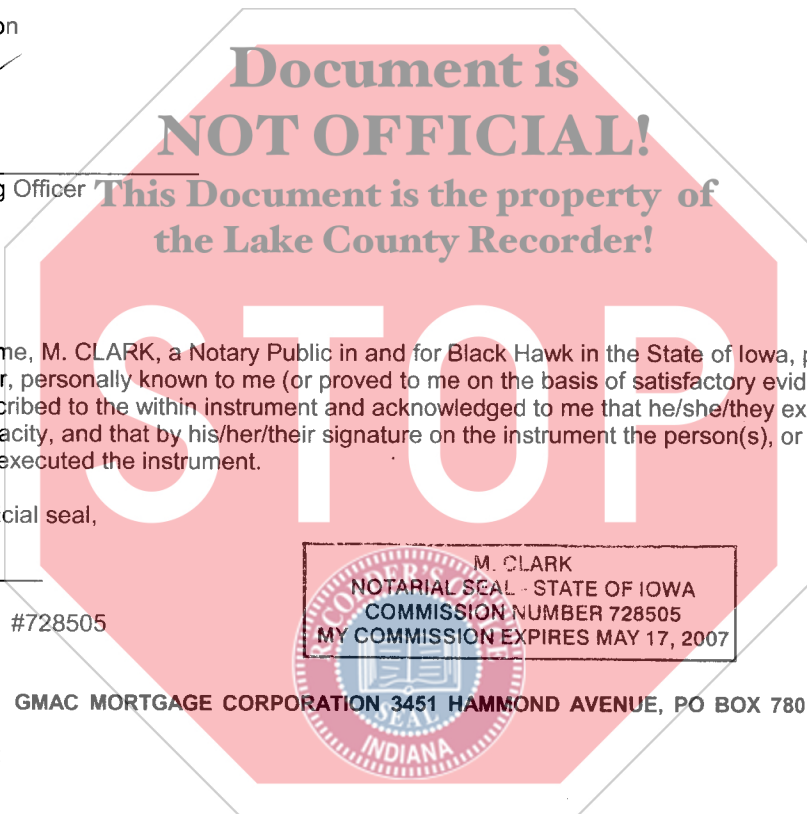 on
Document is
NOT OFFICIAL!
g Officer
This Document is the property of
the Lake County Recorder!
STOP
me, M. CLARK, a Notary Public in and for Black Hawk in the State of Iowa, p
r, personally known to me (or proved to me on the basis of satisfactory evid
cribed to the within instrument and acknowledged to me that he/she/they ex
acity, and that by his/her/their signature on the instrument the person(s), or
executed the instrument.
cial seal,
M. CLARK
NOTARIAL SEAL - STATE OF IOWA
COMMISSION NUMBER 728505
MY COMMISSION EXPIRES MAY 17, 2007
#728505
RECORDER'S OFFICE
SEAL
INDIANA
GMAC MORTGAGE CORPORATION 3451 HAMMOND AVENUE, PO BOX 780